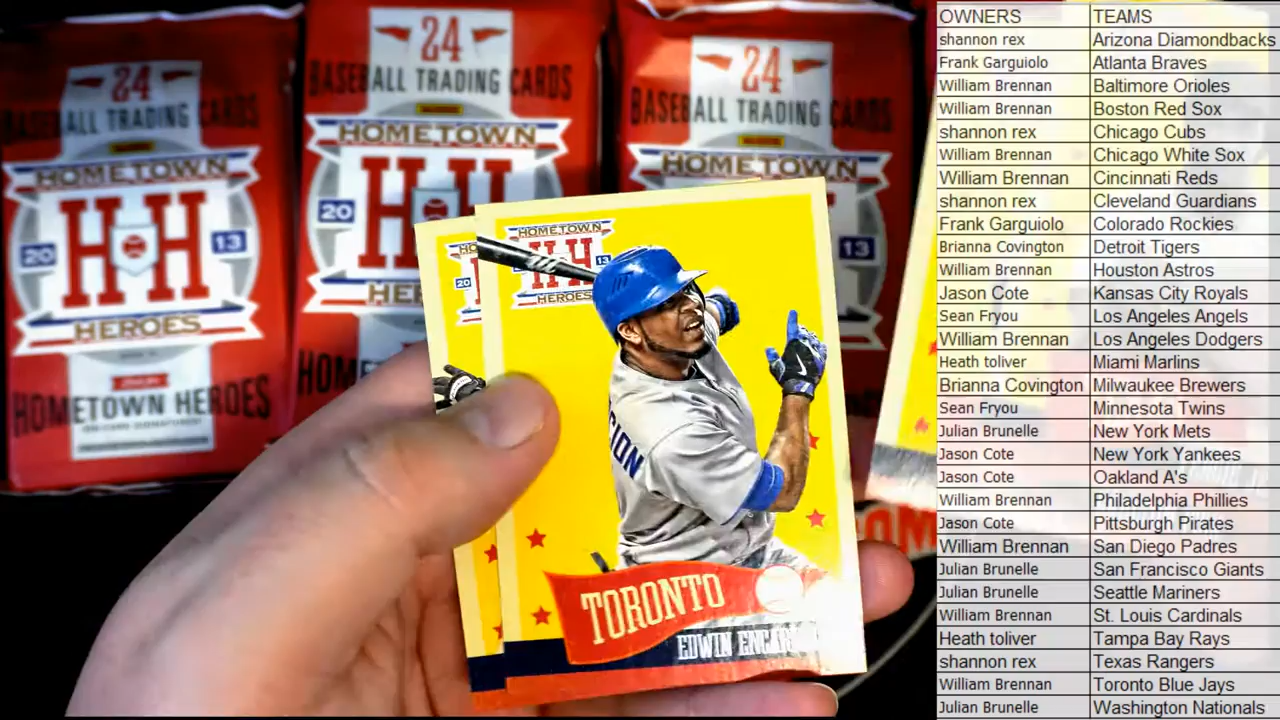 24
BASEBALL TRADING CARDS
HOMETOWN
20 HH 13
HEROES
HOMETOWN HEROES
24
BASEBALL TRADING CARDS
HOMETOWN
20 HH
24
BASEBALL TRADING CARDS
HOMETOWN
13
20
HOMETOWN
HH 13
HEROES
TORONTO
EDWIN
OWNERS TEAMS
shannon rex Arizona Diamondbacks
Frank Garguiolo Atlanta Braves
William Brennan Baltimore Orioles
William Brennan Boston Red Sox
shannon rex Chicago Cubs
William Brennan Chicago White Sox
William Brennan Cincinnati Reds
shannon rex Cleveland Guardians
Frank Garguiolo Colorado Rockies
Brianna Covington Detroit Tigers
William Brennan Houston Astros
Jason Cote Kansas City Royals
Sean Fryou Los Angeles Angels
William Brennan Los Angeles Dodgers
Heath toliver Miami Marlins
Brianna Covington Milwaukee Brewers
Sean Fryou Minnesota Twins
Julian Brunelle New York Mets
Jason Cote New York Yankees
Jason Cote Oakland A's
William Brennan Philadelphia Phillies
Jason Cote Pittsburgh Pirates
William Brennan San Diego Padres
Julian Brunelle San Francisco Giants
Julian Brunelle Seattle Mariners
William Brennan St. Louis Cardinals
Heath toliver Tampa Bay Rays
shannon rex Texas Rangers
William Brennan Toronto Blue Jays
Julian Brunelle Washington Nationals